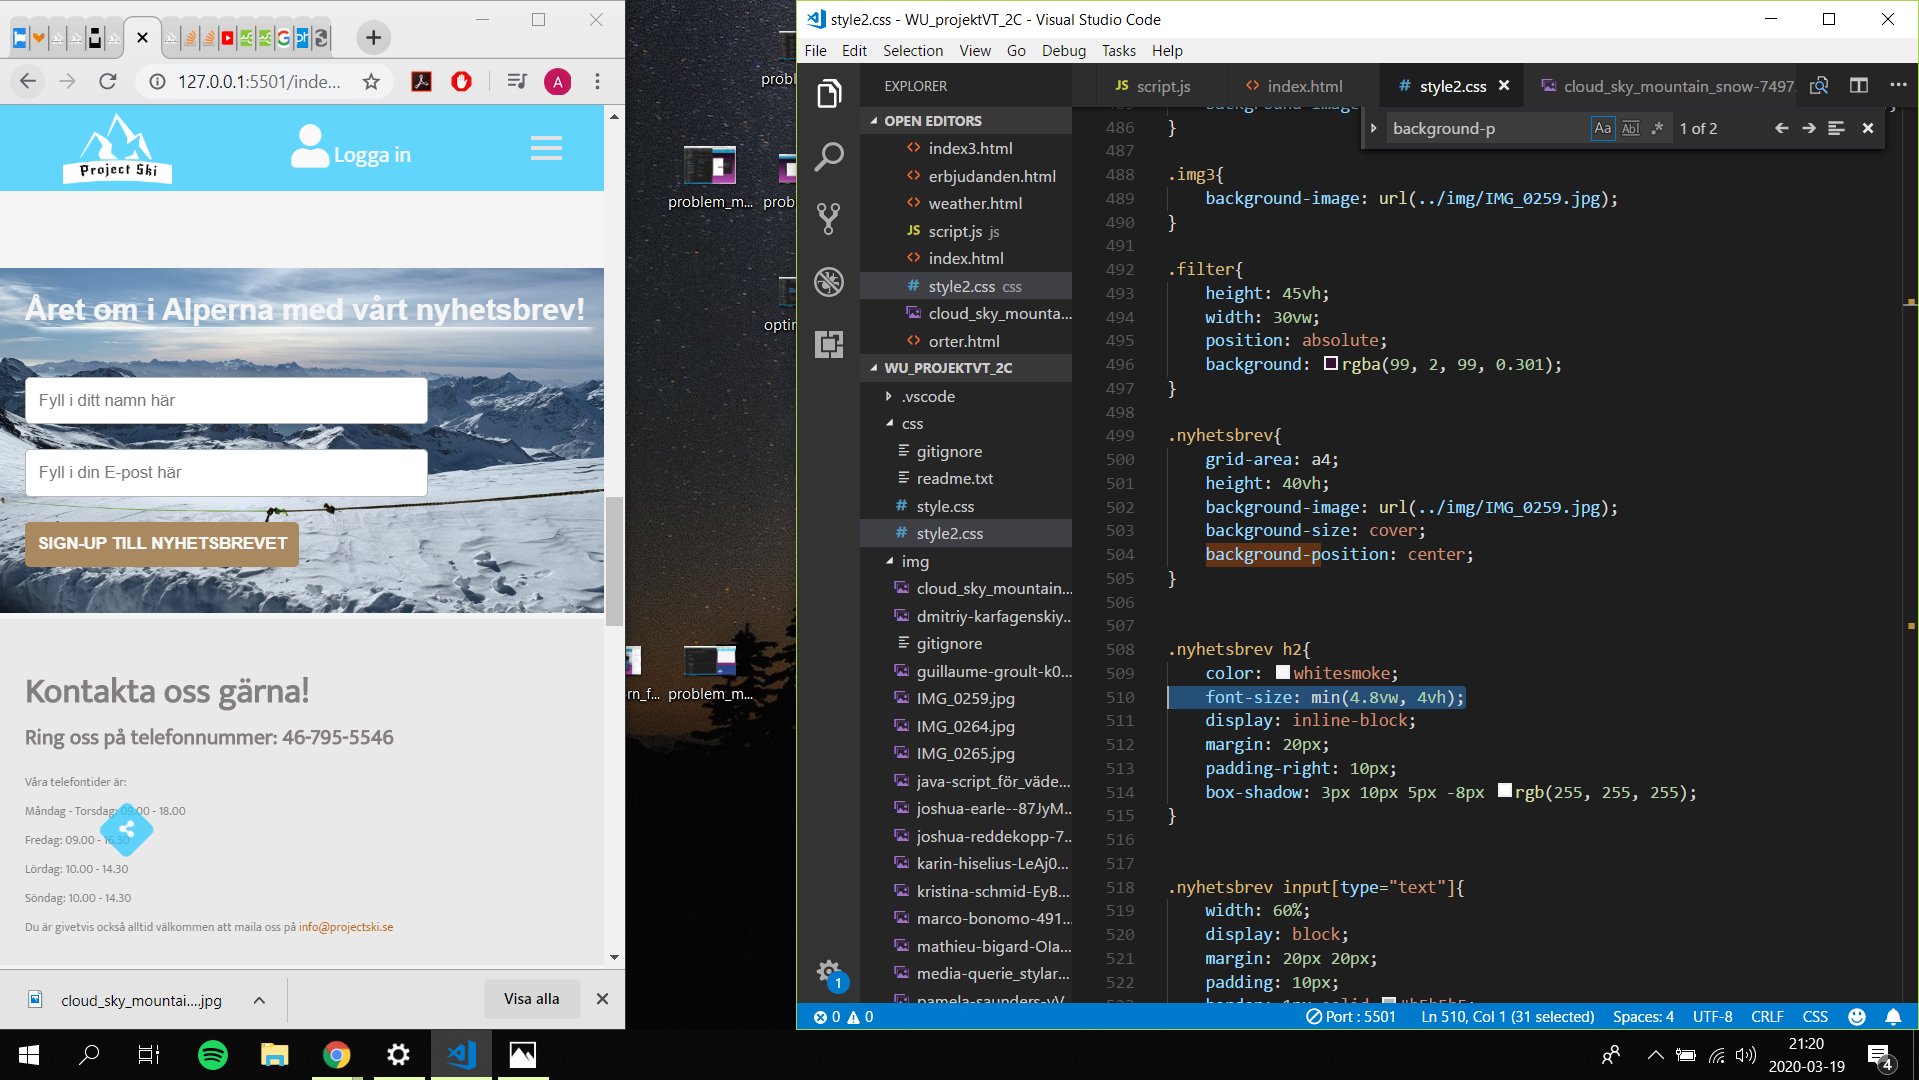 127.0.0.1:5501/inde...
A
Project Ski
Logga in
Året om i Alperna med vårt nyhetsbrev!
Fyll i ditt namn här
Fyll i din E-post här
SIGN-UP TILL NYHETSBREVET
Kontakta oss gärna!
Ring oss på telefonnummer: 46-795-5546
Våra telefontider är:
Måndag - Torsdag: 09.00 - 18.00
Fredag: 09.00 - 16.30
Lördag: 10.00 - 14.30
Söndag: 10.00 - 14.30
Du är givetvis också alltid välkommen att maila oss på info@projectski.se
cloud_sky_mountai....jpg
Visa alla
probl
problem_m...
prob
optir
rn_f...
problem_m...
style2.css - WU_projektVT_2C - Visual Studio Code
File Edit Selection View Go Debug Tasks Help
EXPLORER
OPEN EDITORS
index3.html
erbjudanden.html
weather.html
script.js js
index.html
style2.css css
cloud_sky_mounta...
orter.html
WU_PROJEKTVT_2C
.vscode
css
gitignore
readme.txt
style.css
style2.css
img
cloud_sky_mountain...
dmitriy-karfagenskiy...
gitignore
guillaume-groult-k0...
IMG_0259.jpg
IMG_0264.jpg
IMG_0265.jpg
java-script_för_väde...
joshua-earle--87JyM...
joshua-reddekopp-7...
karin-hiselius-LeAj0...
kristina-schmid-EyB...
marco-bonomo-491...
mathieu-bigard-OIa...
media-querie_stylar...
pamela-saunders-vV
1
script.js index.html style2.css cloud_sky_mountain_snow-7497
background-p Aa Abl .* 1 of 2
background-image
486 }
487
488 .img3{
489 background-image: url(../img/IMG_0259.jpg);
490 }
491
492 .filter{
493 height: 45vh;
494 width: 30vw;
495 position: absolute;
496 background: rgba(99, 2, 99, 0.301);
497 }
498
499 .nyhetsbrev{
500 grid-area: a4;
501 height: 40vh;
502 background-image: url(../img/IMG_0259.jpg);
503 background-size: cover;
504 background-position: center;
505 }
506
507
508 .nyhetsbrev h2{
509 color: whitesmoke;
510 font-size: min(4.8vw, 4vh);
511 display: inline-block;
512 margin: 20px;
513 padding-right: 10px;
514 box-shadow: 3px 10px 5px -8px rgb(255, 255, 255);
515 }
516
517
518 .nyhetsbrev input[type="text"]{
519 width: 60%;
520 display: block;
521 margin: 20px 20px;
522 padding: 10px;
0 0
Port : 5501 Ln 510, Col 1 (31 selected) Spaces: 4 UTF-8 CRLF CSS
21:20
2020-03-19
4